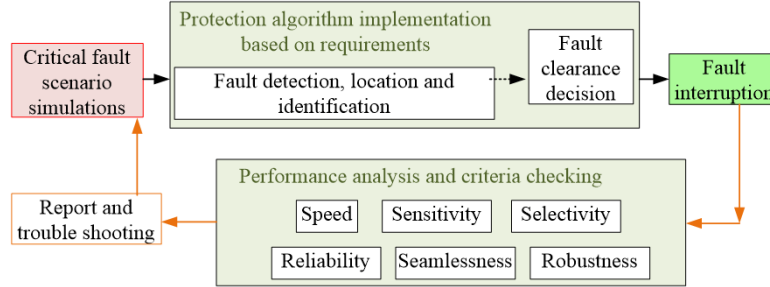 Protection algorithm implementation
based on requirements
Critical fault
scenario
simulations
Fault detection, location and
identification
Fault
clearance
decision
Fault
interruption
Performance analysis and criteria checking
Speed
Sensitivity
Selectivity
Reliability
Seamlessness
Robustness
Report and
trouble shooting